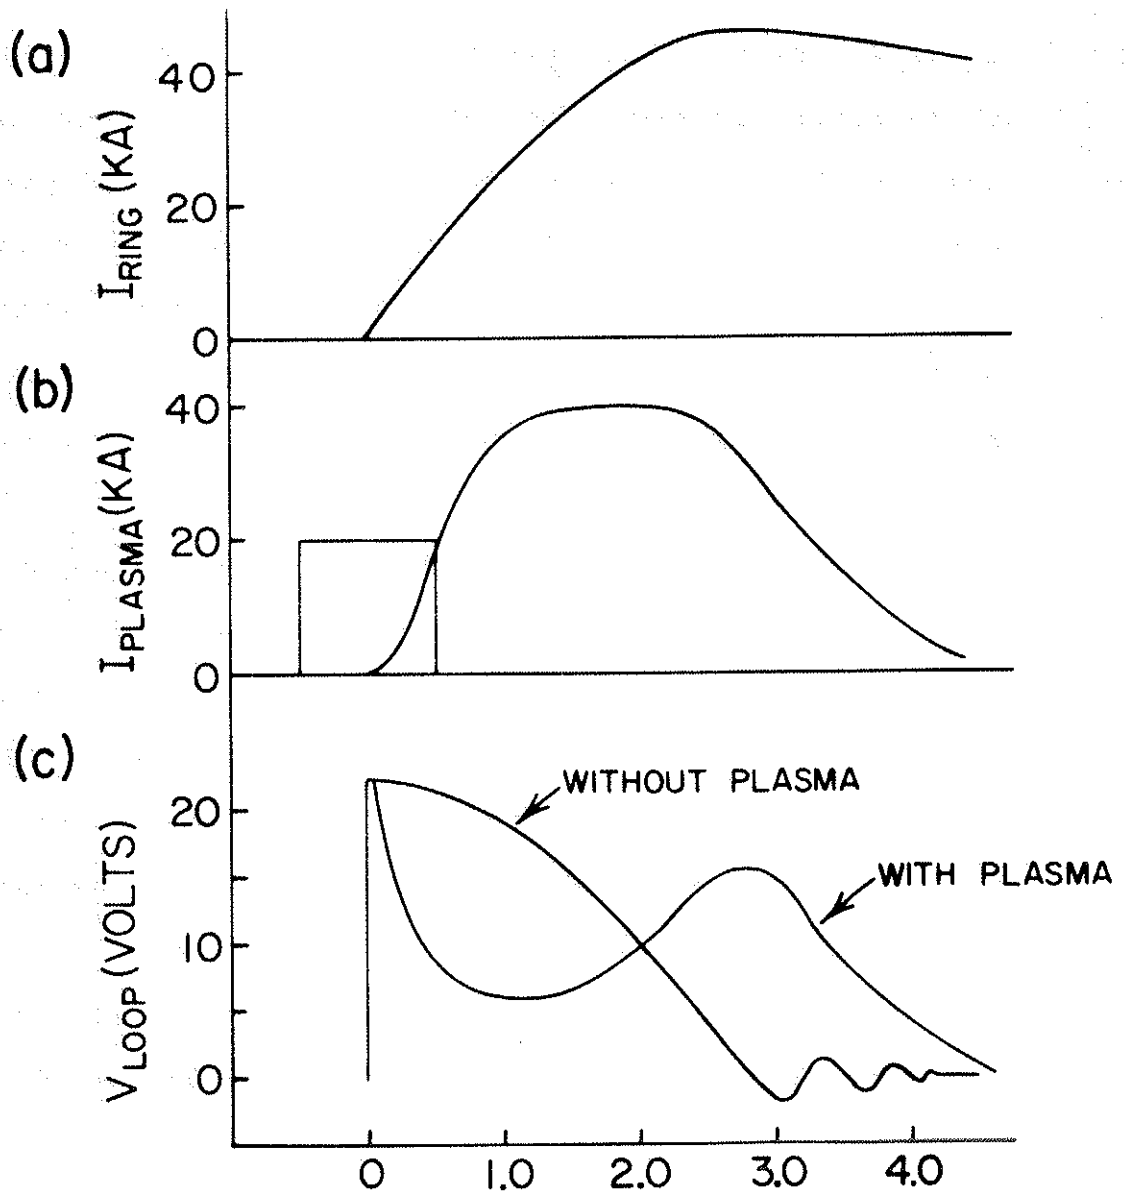 (a)
40
20
0
I_RING (KA)
(b)
40
20
0
I_PLASMA (KA)
(c)
20
10
0
V_LOOP (VOLTS)
WITHOUT PLASMA
WITH PLASMA
0 1.0 2.0 3.0 4.0